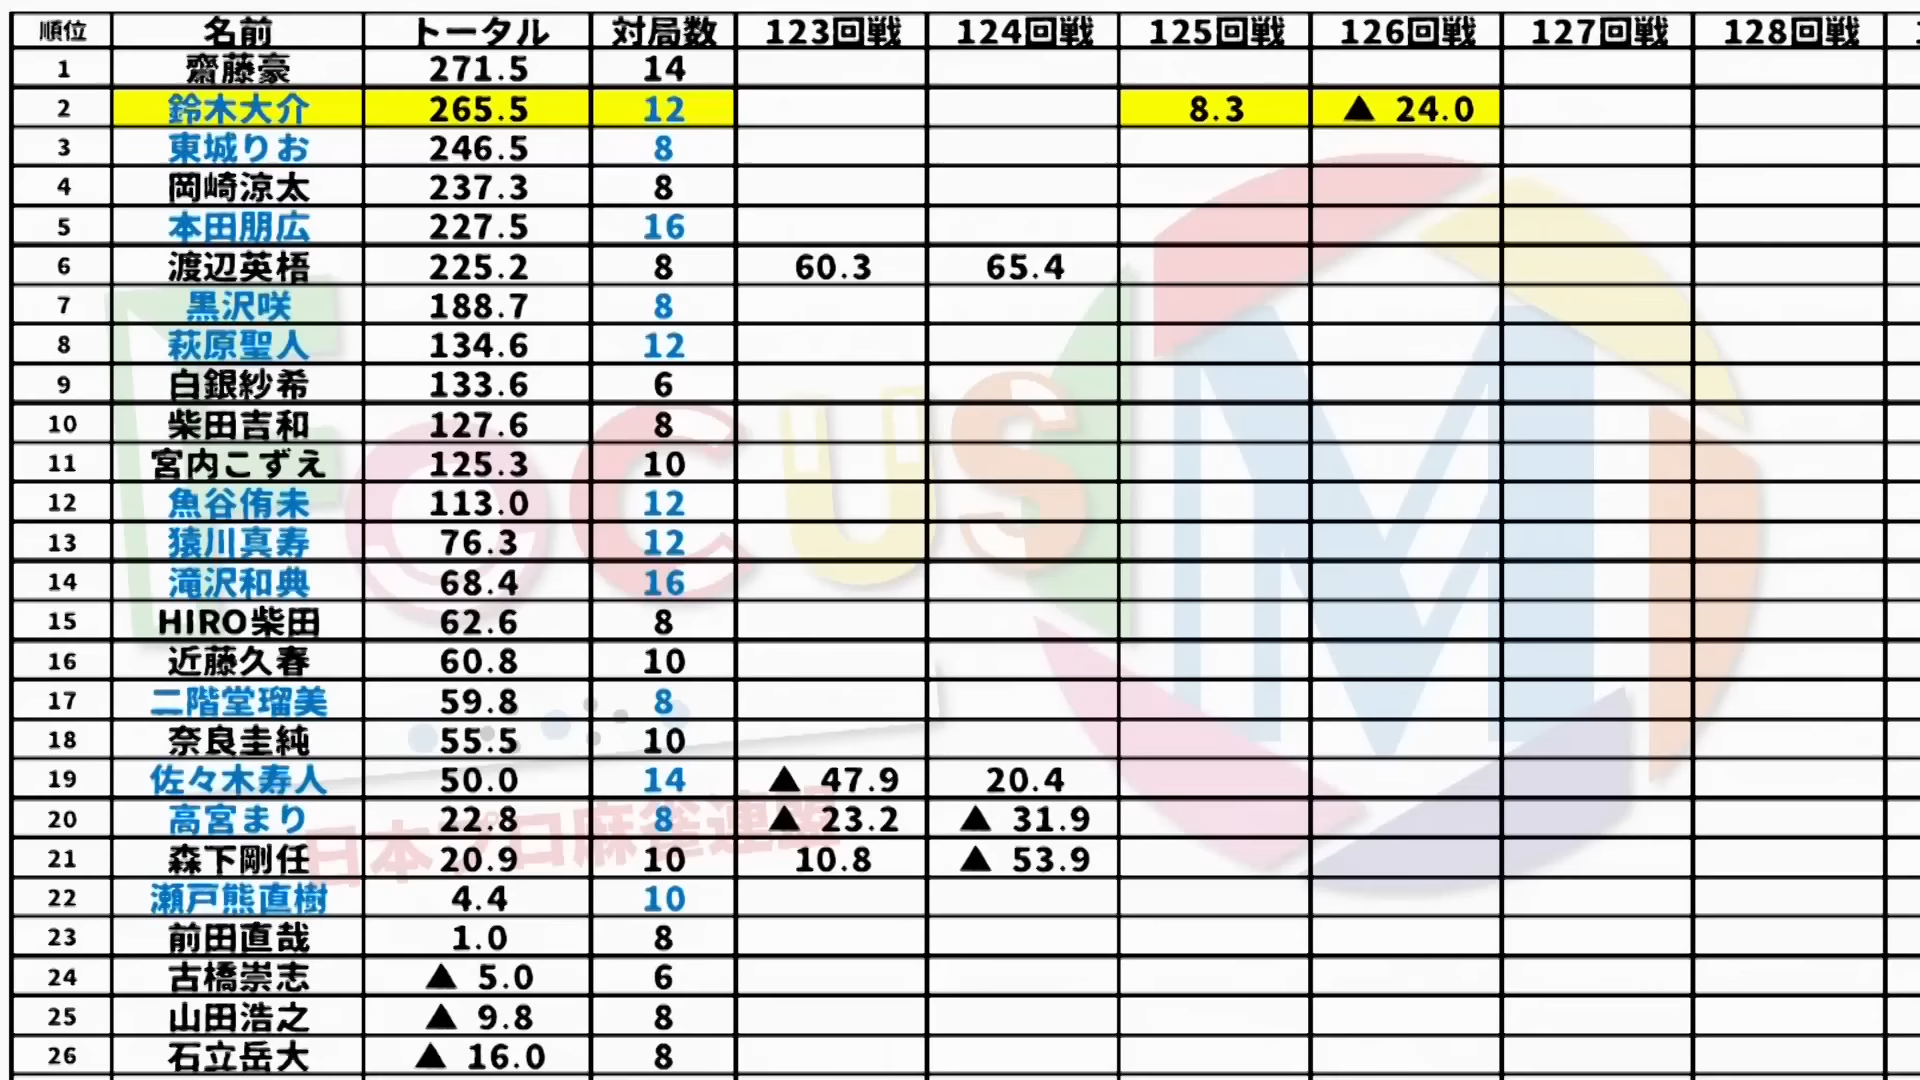 順位 名前 トータル 対局数 123回戦 124回戦 125回戦 126回戦 127回戦 128回戦
1 齋藤豪 271.5 14
2 鈴木大介 265.5 12 8.3 ▲ 24.0
3 東城りお 246.5 8
4 岡崎涼太 237.3 8
5 本田朋広 227.5 16
6 渡辺英梧 225.2 8 60.3 65.4
7 黒沢咲 188.7 8
8 萩原聖人 134.6 12
9 白銀紗希 133.6 6
10 柴田吉和 127.6 8
11 宮内こずえ 125.3 10
12 魚谷侑未 113.0 12
13 猿川真寿 76.3 12
14 滝沢和典 68.4 16
15 HIRO柴田 62.6 8
16 近藤久春 60.8 10
17 二階堂瑠美 59.8 8
18 奈良圭純 55.5 10
19 佐々木寿人 50.0 14 ▲ 47.9 20.4
20 高宮まり 22.8 8 ▲ 23.2 ▲ 31.9
21 森下剛任 20.9 10 10.8 ▲ 53.9
22 瀬戸熊直樹 4.4 10
23 前田直哉 1.0 8
24 古橋崇志 ▲ 5.0 6
25 山田浩之 ▲ 9.8 8
26 石立岳大 ▲ 16.0 8
FOCUS M
日本プロ麻雀連盟